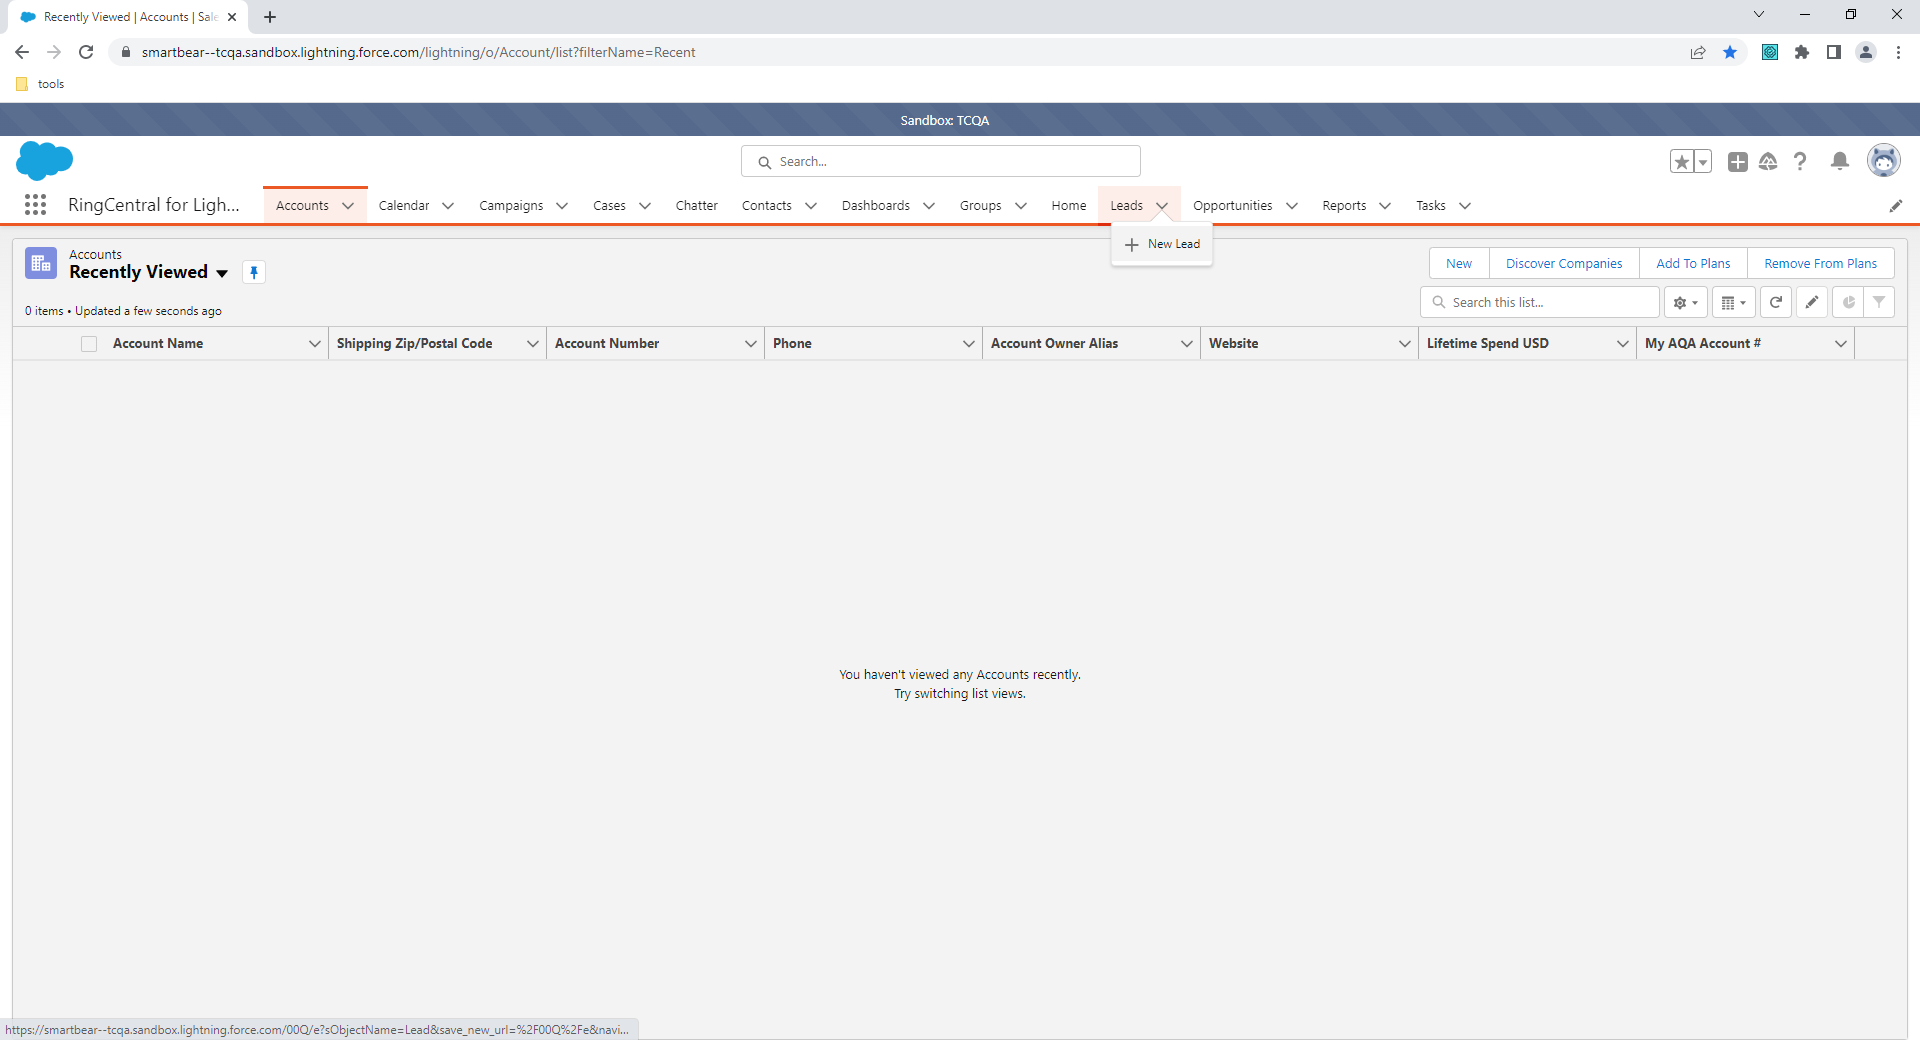 Recently Viewed | Accounts | Sale
smartbear--tcqa.sandbox.lightning.force.com/lightning/o/Account/list?filterName=Recent
tools
Sandbox: TCQA
Search...
RingCentral for Ligh...
Accounts
Calendar
Campaigns
Cases
Chatter
Contacts
Dashboards
Groups
Home
Leads
Opportunities
Reports
Tasks
New Lead
Accounts
Recently Viewed
New
Discover Companies
Add To Plans
Remove From Plans
0 items • Updated a few seconds ago
Search this list...
Account Name
Shipping Zip/Postal Code
Account Number
Phone
Account Owner Alias
Website
Lifetime Spend USD
My AQA Account #
You haven't viewed any Accounts recently.
Try switching list views.
https://smartbear--tcqa.sandbox.lightning.force.com/00Q/e?sObjectName=Lead&save_new_url=%2F00Q%2Fe&navi...